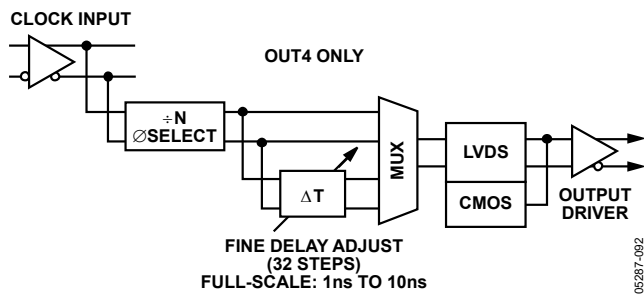 CLOCK INPUT
OUT4 ONLY
÷N
∅SELECT
ΔT
MUX
LVDS
CMOS
OUTPUT
DRIVER
FINE DELAY ADJUST
(32 STEPS)
FULL-SCALE: 1ns TO 10ns
05287-092